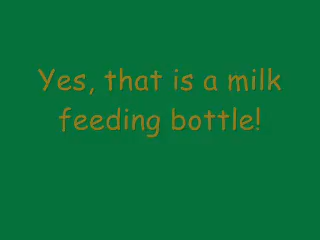 Yes, that is a milk
feeding bottle!